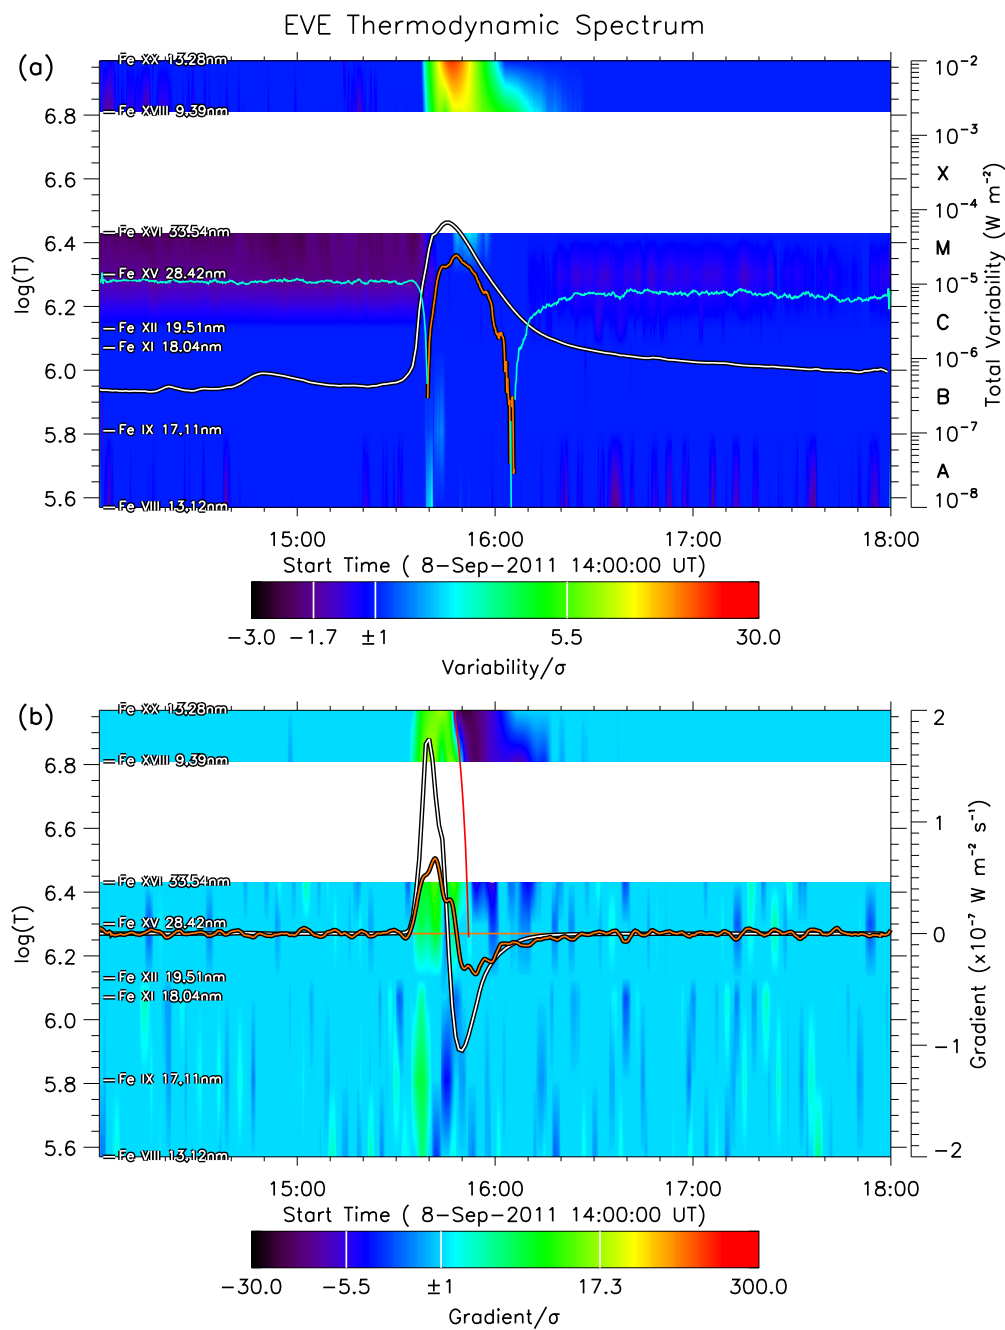 EVE Thermodynamic Spectrum
(a)
Fe XX 13.28nm
Fe XVIII 9.39nm
Fe XVI 33.54nm
Fe XV 28.42nm
Fe XII 19.51nm
Fe XI 18.04nm
Fe IX 17.11nm
Fe VIII 13.12nm
log(T)
6.8
6.6
6.4
6.2
6.0
5.8
5.6
10⁻²
10⁻³
X
10⁻⁴
M
10⁻⁵
C
10⁻⁶
B
10⁻⁷
A
10⁻⁸
Total Variability (W m⁻²)
15:00 16:00 17:00 18:00
Start Time ( 8-Sep-2011 14:00:00 UT)
-3.0 -1.7 ±1 5.5 30.0
Variability/σ
(b)
Fe XX 13.28nm
Fe XVIII 9.39nm
Fe XVI 33.54nm
Fe XV 28.42nm
Fe XII 19.51nm
Fe XI 18.04nm
Fe IX 17.11nm
Fe VIII 13.12nm
log(T)
6.8
6.6
6.4
6.2
6.0
5.8
5.6
2
1
0
-1
-2
Gradient (x10⁻⁷ W m⁻² s⁻¹)
15:00 16:00 17:00 18:00
Start Time ( 8-Sep-2011 14:00:00 UT)
-30.0 -5.5 ±1 17.3 300.0
Gradient/σ